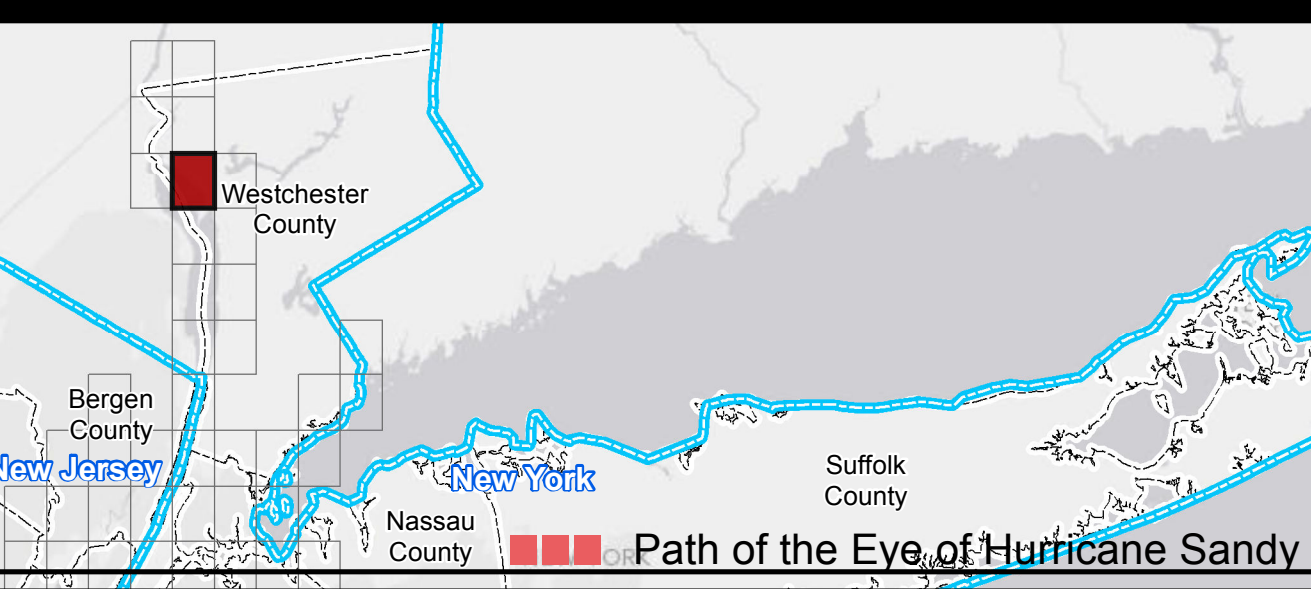 Westchester
County
Bergen
County
New Jersey
New York
Suffolk
County
Nassau
County
Path of the Eye of Hurricane Sandy